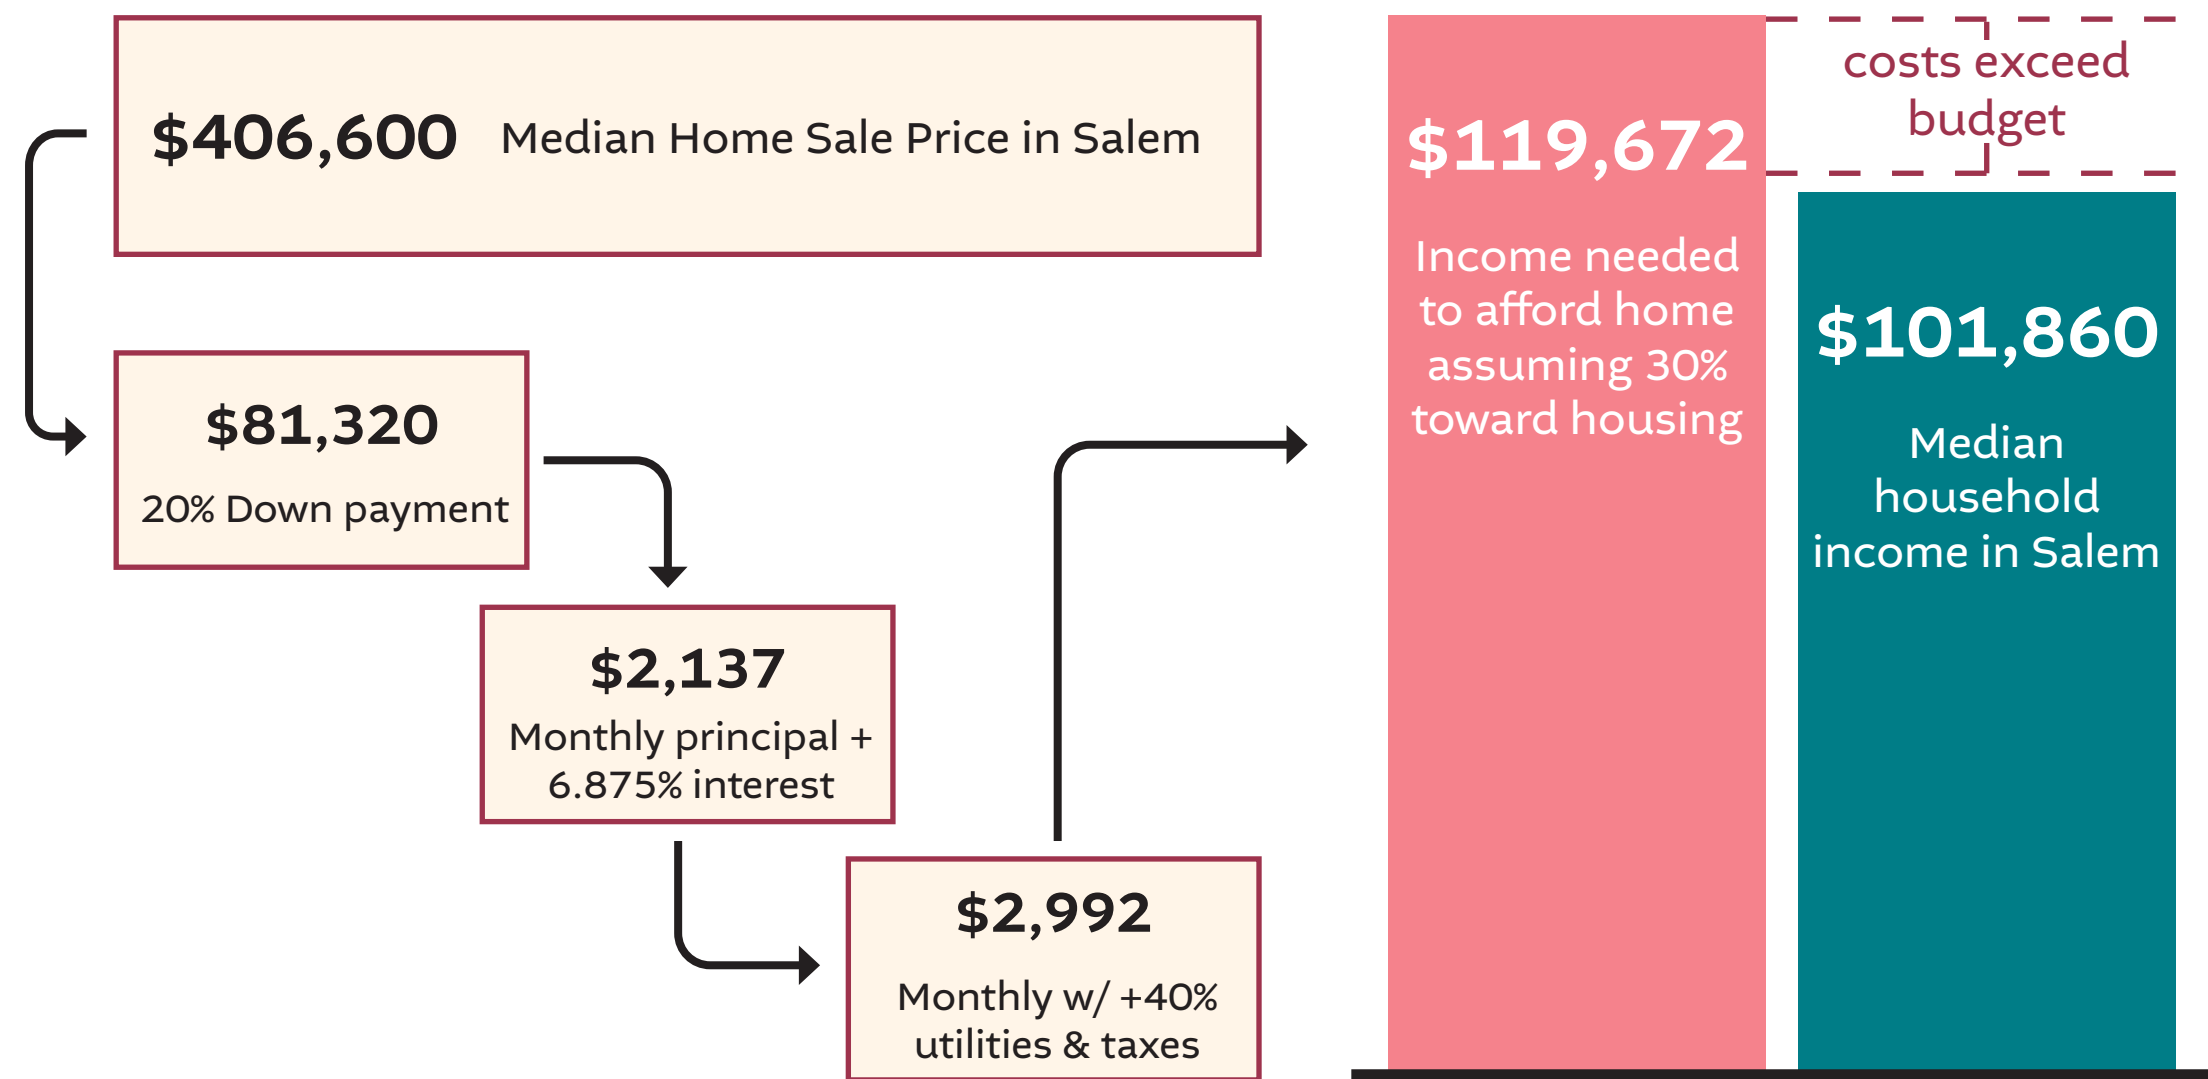 $406,600 Median Home Sale Price in Salem
$81,320
20% Down payment
$2,137
Monthly principal +
6.875% interest
$2,992
Monthly w/ +40%
utilities & taxes
$119,672
Income needed
to afford home
assuming 30%
toward housing
costs exceed
budget
$101,860
Median
household
income in Salem